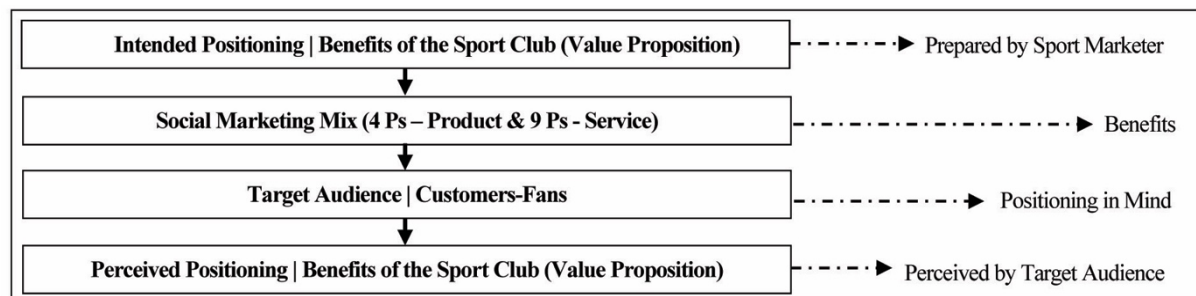 Intended Positioning | Benefits of the Sport Club (Value Proposition)
Prepared by Sport Marketer
Social Marketing Mix (4 Ps – Product & 9 Ps - Service)
Benefits
Target Audience | Customers-Fans
Positioning in Mind
Perceived Positioning | Benefits of the Sport Club (Value Proposition)
Perceived by Target Audience